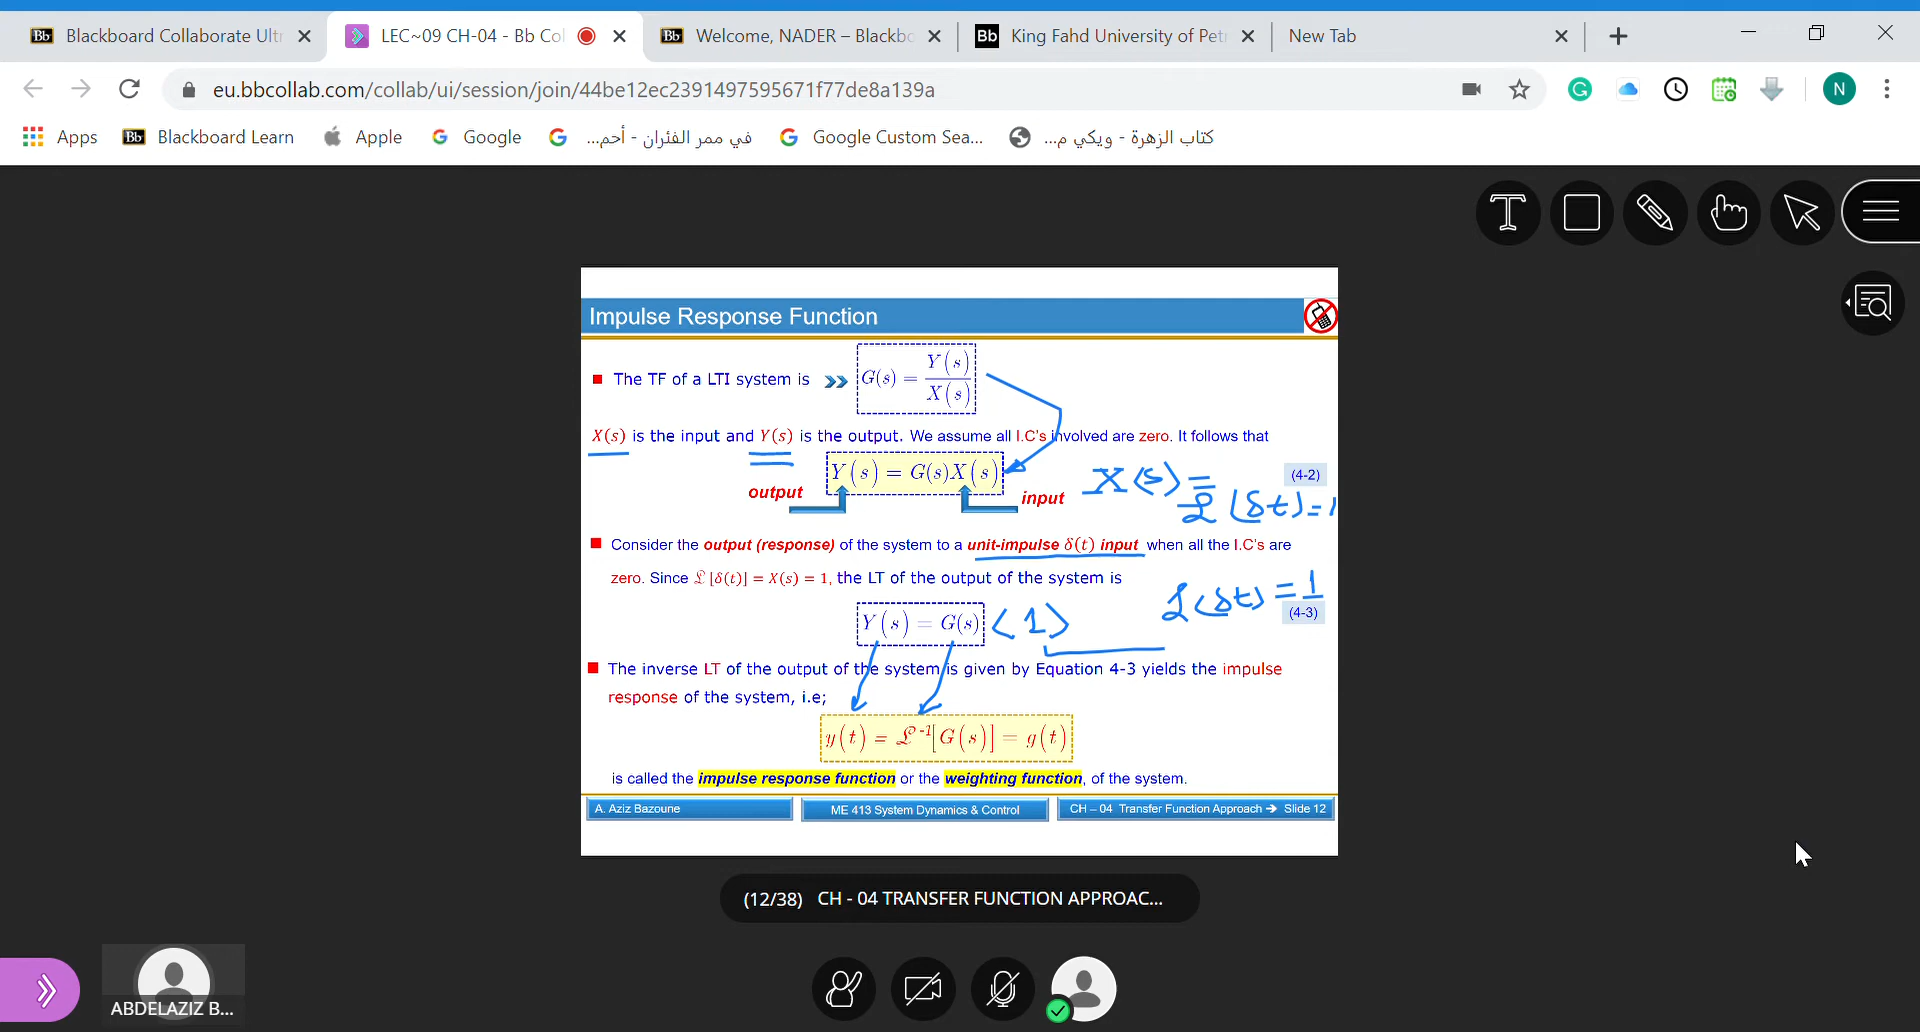 Blackboard Collaborate Ult
LEC~09 CH-04 - Bb Co
Welcome, NADER – Blackb
King Fahd University of Pet
New Tab
eu.bbcollab.com/collab/ui/session/join/44be12ec2391497595671f77de8a139a
N
Apps
Blackboard Learn
Apple
Google
في ممر الفئران - أحم...
Google Custom Sea...
كتاب الزهرة - ويكي م...
Impulse Response Function
The TF of a LTI system is G(s) = Y(s) / X(s)
X(s) is the input and Y(s) is the output. We assume all I.C's involved are zero. It follows that
Y(s) = G(s)X(s) (4-2)
output input
X(s) =
ℒ(δt) = 1
Consider the output (response) of the system to a unit-impulse δ(t) input when all the I.C's are
zero. Since ℒ[δ(t)] = X(s) = 1, the LT of the output of the system is
ℒ(δt) = 1
Y(s) = G(s) (1) (4-3)
The inverse LT of the output of the system is given by Equation 4-3 yields the impulse
response of the system, i.e;
y(t) = ℒ⁻¹[G(s)] = g(t)
is called the impulse response function or the weighting function, of the system.
A. Aziz Bazoune
ME 413 System Dynamics & Control
CH – 04 Transfer Function Approach → Slide 12
(12/38) CH - 04 TRANSFER FUNCTION APPROAC...
ABDELAZIZ B...